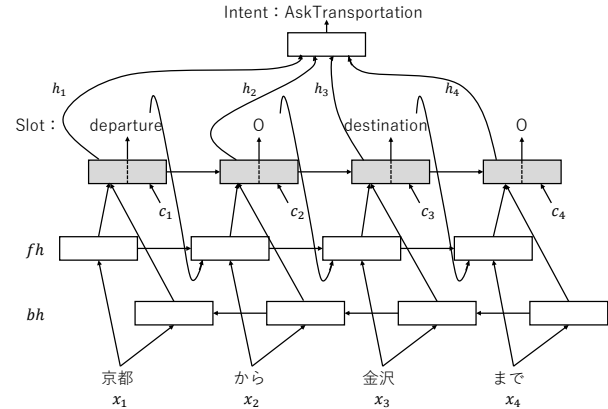 Intent：AskTransportation
h₁ h₂ h₃ h₄
Slot： departure O destination O
c₁ c₂ c₃ c₄
fh
bh
京都 から 金沢 まで
x₁ x₂ x₃ x₄